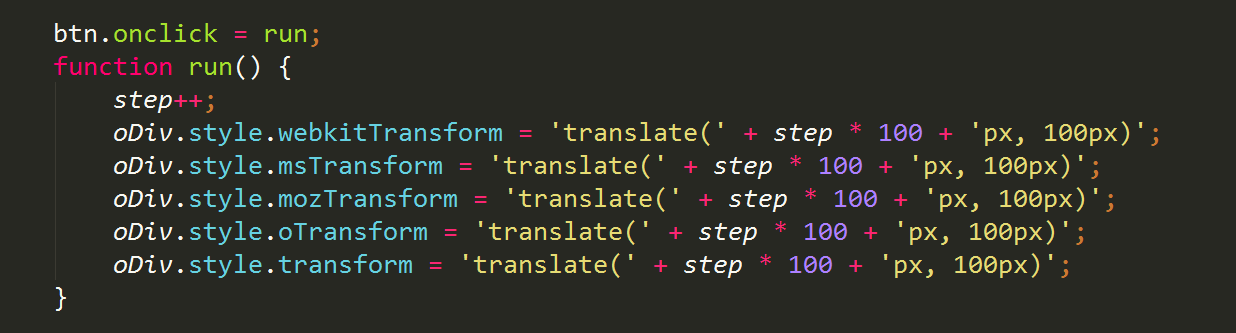 btn.onclick = run;
function run() {
    step++;
    oDiv.style.webkitTransform = 'translate(' + step * 100 + 'px, 100px)';
    oDiv.style.msTransform = 'translate(' + step * 100 + 'px, 100px)';
    oDiv.style.mozTransform = 'translate(' + step * 100 + 'px, 100px)';
    oDiv.style.oTransform = 'translate(' + step * 100 + 'px, 100px)';
    oDiv.style.transform = 'translate(' + step * 100 + 'px, 100px)';
}